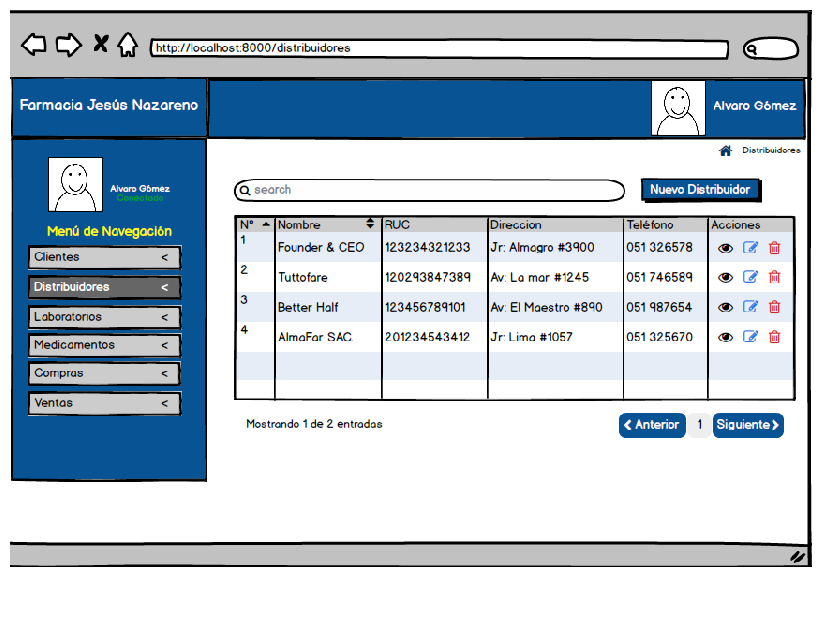 http://localhost:8000/distribuidores
Farmacia Jesús Nazareno
Alvaro Gómez
Distribuidores
Alvaro Gómez
Conectado
Menú de Navegación
Clientes <
Distribuidores <
Laboratorios <
Medicamentos <
Compras <
Ventas <
search
Nuevo Distribuidor
N° Nombre RUC Direccion Teléfono Acciones
1 Founder & CEO 123234321233 Jr: Almagro #3900 051 326578
2 Tuttofare 120293847389 Av: La mar #1245 051 746589
3 Better Half 123456789101 Av: El Maestro #890 051 987654
4 AlmaFar SAC. 201234543412 Jr: Lima #1057 051 325670
Mostrando 1 de 2 entradas
Anterior 1 Siguiente